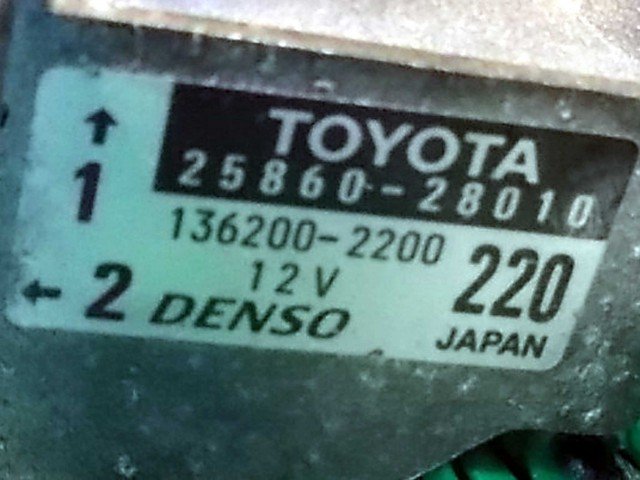 ↑
1
TOYOTA
25860-28010
136200-2200
220
12V
← 2
DENSO
JAPAN